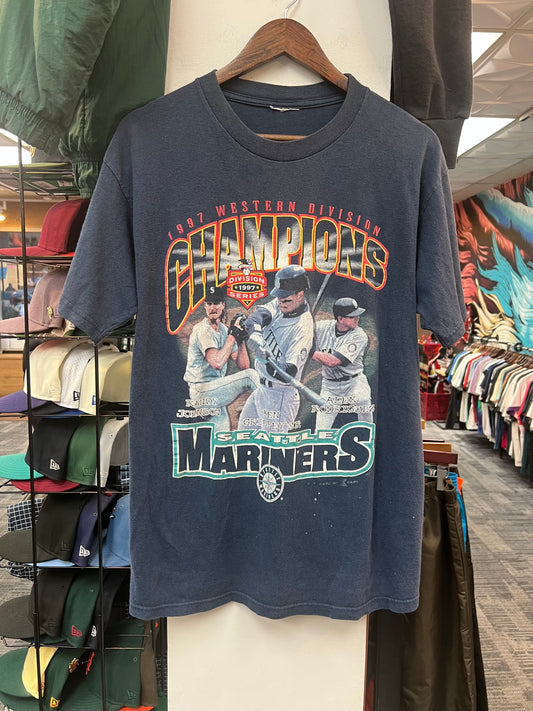 1997 WESTERN DIVISION
CHAMPIONS
DIVISION
1997
SERIES
S
RANDY
JOHNSON
KEN
GRIFFEY JR
ALEX
RODRIGUEZ
SEATTLE
MARINERS